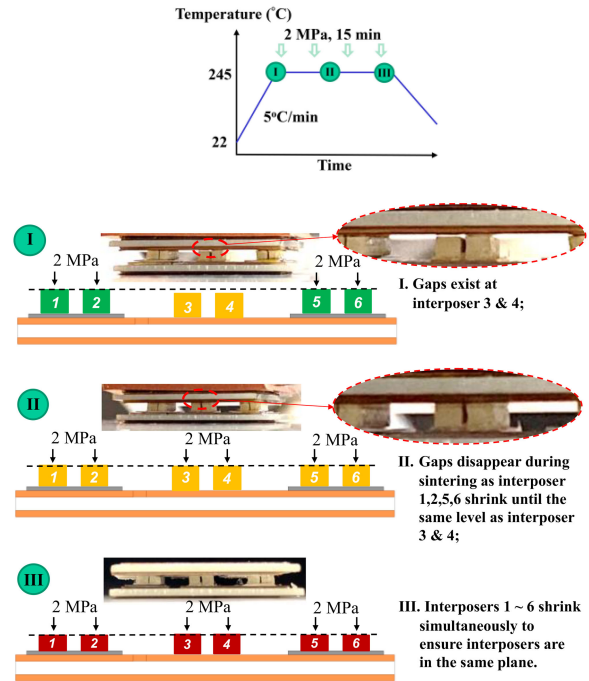 Temperature (°C)
2 MPa, 15 min
I
II
III
245
5°C/min
22
Time
I
2 MPa
2 MPa
1
2
3
4
5
6
I. Gaps exist at
interposer 3 & 4;
II
2 MPa
2 MPa
2 MPa
1
2
3
4
5
6
II. Gaps disappear during
sintering as interposer
1,2,5,6 shrink until the
same level as interposer
3 & 4;
III
2 MPa
2 MPa
2 MPa
1
2
3
4
5
6
III. Interposers 1 ~ 6 shrink
simultaneously to
ensure interposers are
in the same plane.